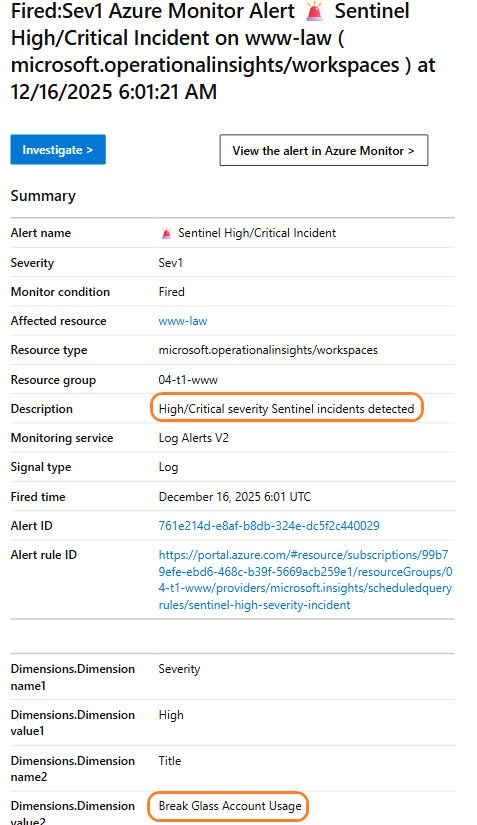 Fired:Sev1 Azure Monitor Alert 🚨 Sentinel
High/Critical Incident on www-law (
microsoft.operationalinsights/workspaces ) at
12/16/2025 6:01:21 AM
Investigate >
View the alert in Azure Monitor >
Summary
Alert name 🚨 Sentinel High/Critical Incident
Severity Sev1
Monitor condition Fired
Affected resource www-law
Resource type microsoft.operationalinsights/workspaces
Resource group 04-t1-www
Description High/Critical severity Sentinel incidents detected
Monitoring service Log Alerts V2
Signal type Log
Fired time December 16, 2025 6:01 UTC
Alert ID 761e214d-e8af-b8db-324e-dc5f2c440029
Alert rule ID https://portal.azure.com/#resource/subscriptions/99b7
9efe-ebd6-468c-b39f-5669acb259e1/resourceGroups/0
4-t1-www/providers/microsoft.insights/scheduledquery
rules/sentinel-high-severity-incident
Dimensions.Dimension Severity
name1
Dimensions.Dimension High
value1
Dimensions.Dimension Title
name2
Dimensions.Dimension Break Glass Account Usage
value2